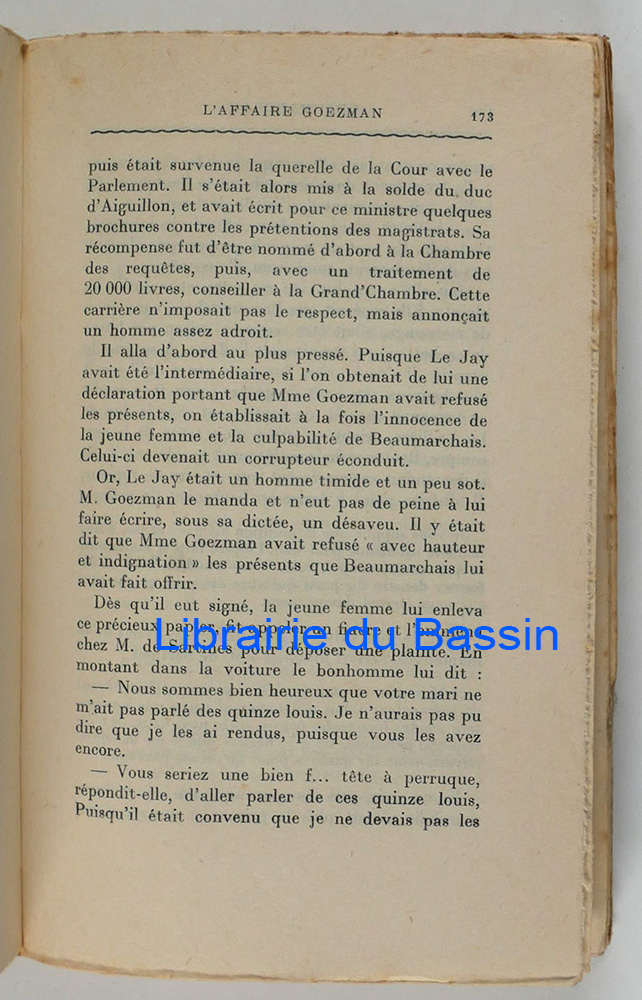 L'AFFAIRE GOEZMAN 173
puis était survenue la querelle de la Cour avec le
Parlement. Il s'était alors mis à la solde du duc
d'Aiguillon, et avait écrit pour ce ministre quelques
brochures contre les prétentions des magistrats. Sa
récompense fut d'être nommé d'abord à la Chambre
des requêtes, puis, avec un traitement de
20 000 livres, conseiller à la Grand'Chambre. Cette
carrière n'imposait pas le respect, mais annonçait
un homme assez adroit.
Il alla d'abord au plus pressé. Puisque Le Jay
avait été l'intermédiaire, si l'on obtenait de lui une
déclaration portant que Mme Goezman avait refusé
les présents, on établissait à la fois l'innocence de
la jeune femme et la culpabilité de Beaumarchais.
Celui-ci devenait un corrupteur éconduit.
Or, Le Jay était un homme timide et un peu sot.
M. Goezman le manda et n'eut pas de peine à lui
faire écrire, sous sa dictée, un désaveu. Il y était
dit que Mme Goezman avait refusé « avec hauteur
et indignation » les présents que Beaumarchais lui
avait fait offrir.
Dès qu'il eut signé, la jeune femme lui enleva
ce précieux papier, fit appeler un fiacre et l'emmena
chez M. de Sartines pour déposer une plainte. En
montant dans la voiture le bonhomme lui dit :
— Nous sommes bien heureux que votre mari ne
m'ait pas parlé des quinze louis. Je n'aurais pas pu
dire que je les ai rendus, puisque vous les avez
encore.
— Vous seriez une bien f... tête à perruque,
répondit-elle, d'aller parler de ces quinze louis,
Puisqu'il était convenu que je ne devais pas les
Librairie du Bassin